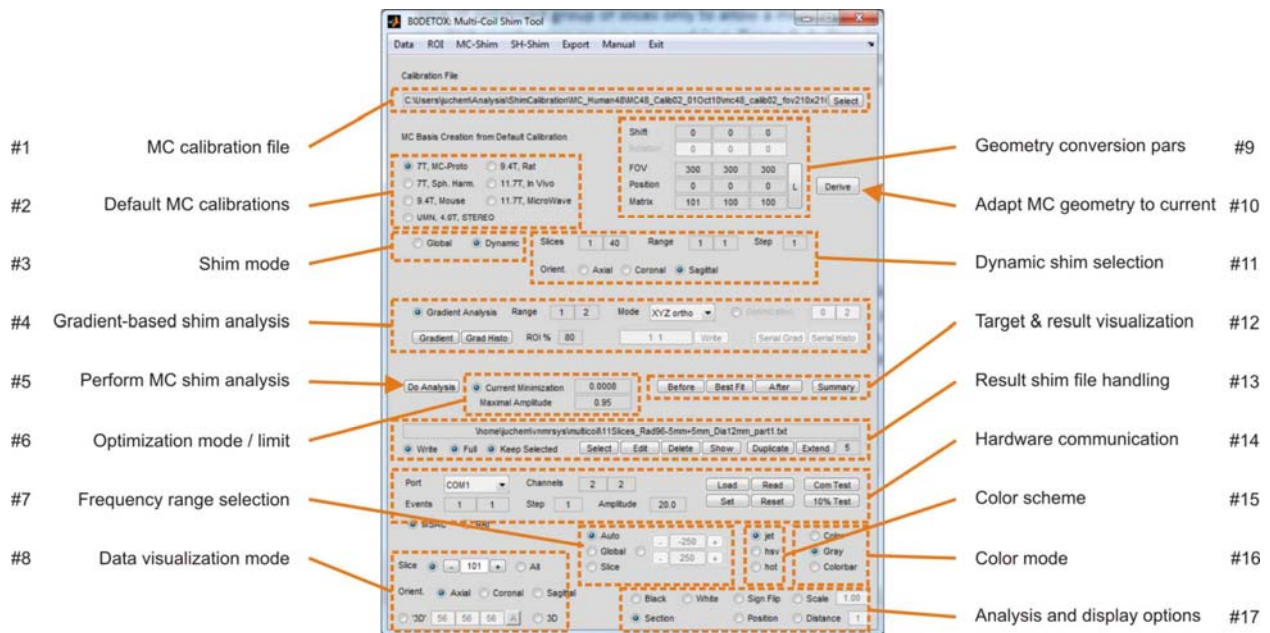 B0DETOX: Multi-Coil Shim Tool
Data ROI MC-Shim SH-Shim Export Manual Exit
Calibration File
Select
#1 MC calibration file
#2 Default MC calibrations
#3 Shim mode
#4 Gradient-based shim analysis
#5 Perform MC shim analysis
#6 Optimization mode / limit
#7 Frequency range selection
#8 Data visualization mode
MC Basis Creation from Default Calibration
7T, MC-Proto 9.4T, Rat
7T, Sph. Harm. 11.7T, In Vivo
9.4T, Mouse 11.7T, MicroWave
UMN, 4.0T, STEREO
Shift 0 0 0
Rotation 0 0 0
FOV 300 300 300
Position 0 0 0
Matrix 101 100 100
L
Derive
Global Dynamic
Slices 1 40 Range 1 1 Step 1
Orient. Axial Coronal Sagittal
Gradient Analysis Range 1 2 Mode XYZ ortho Optimization 0 2
Gradient Grad Histo ROI % 80 1 1 Write Serial Grad Serial Histo
Do Analysis
Current Minimization 0.0008
Maximal Amplitude 0.95
Before Best Fit After Summary
\home\juchem\vnmrsys\multicoil\11Slices_Rad96-5mm+5mm_Dia12mm_part1.txt
Write Full Keep Selected Select Edit Delete Show Duplicate Extend 5
Port COM1 Channels 2 2 Load Read Com Test
Events 1 1 Step 1 Amplitude 20.0 Set Reset 10% Test
Auto
Global
Slice
- -250 +
- 250 +
jet
hsv
hot
Color
Gray
Colorbar
Slice - 101 + All
Orient. Axial Coronal Sagittal
'3D' 56 56 56 A 3D
Black White Sign Flip Scale 1.00
Section Position Distance 1
Geometry conversion pars #9
Adapt MC geometry to current #10
Dynamic shim selection #11
Target & result visualization #12
Result shim file handling #13
Hardware communication #14
Color scheme #15
Color mode #16
Analysis and display options #17